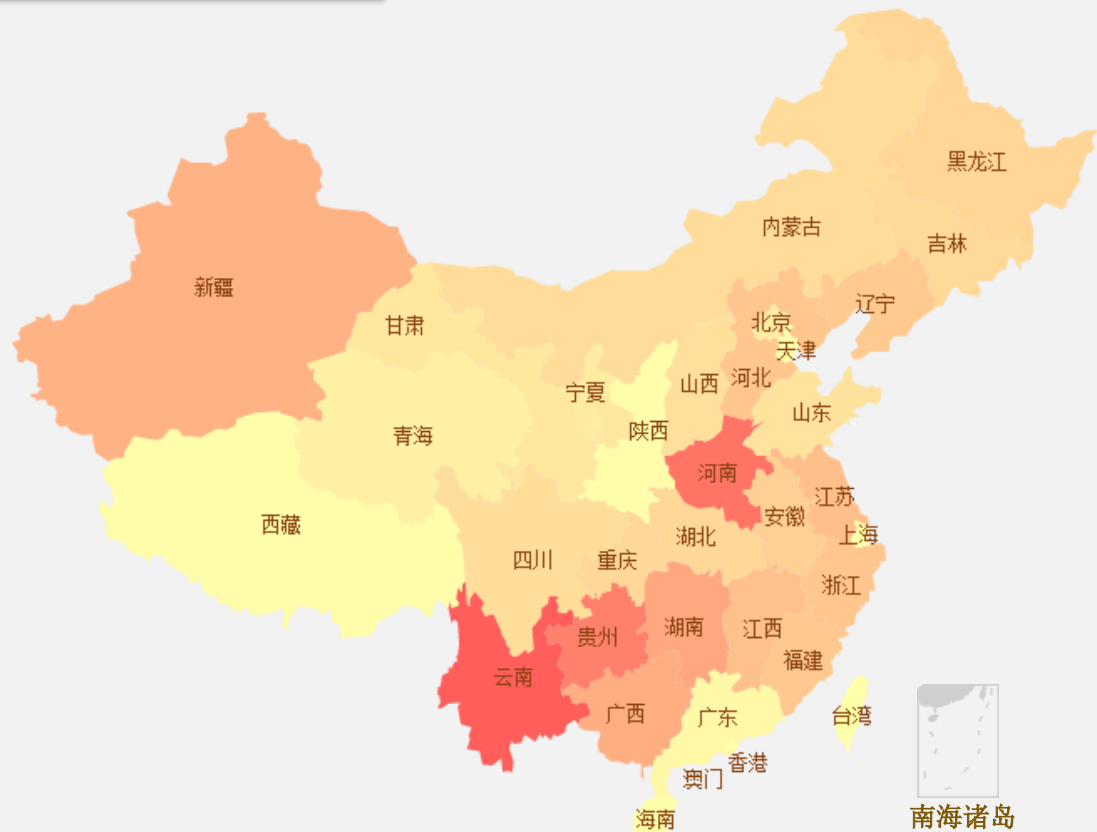 黑龙江
内蒙古
吉林
新疆
辽宁
北京
甘肃
天津
河北
山西
宁夏
山东
陕西
青海
河南
江苏
安徽
西藏
上海
湖北
四川
重庆
浙江
湖南
江西
贵州
福建
云南
广西
广东
台湾
香港
澳门
海南
南海诸岛